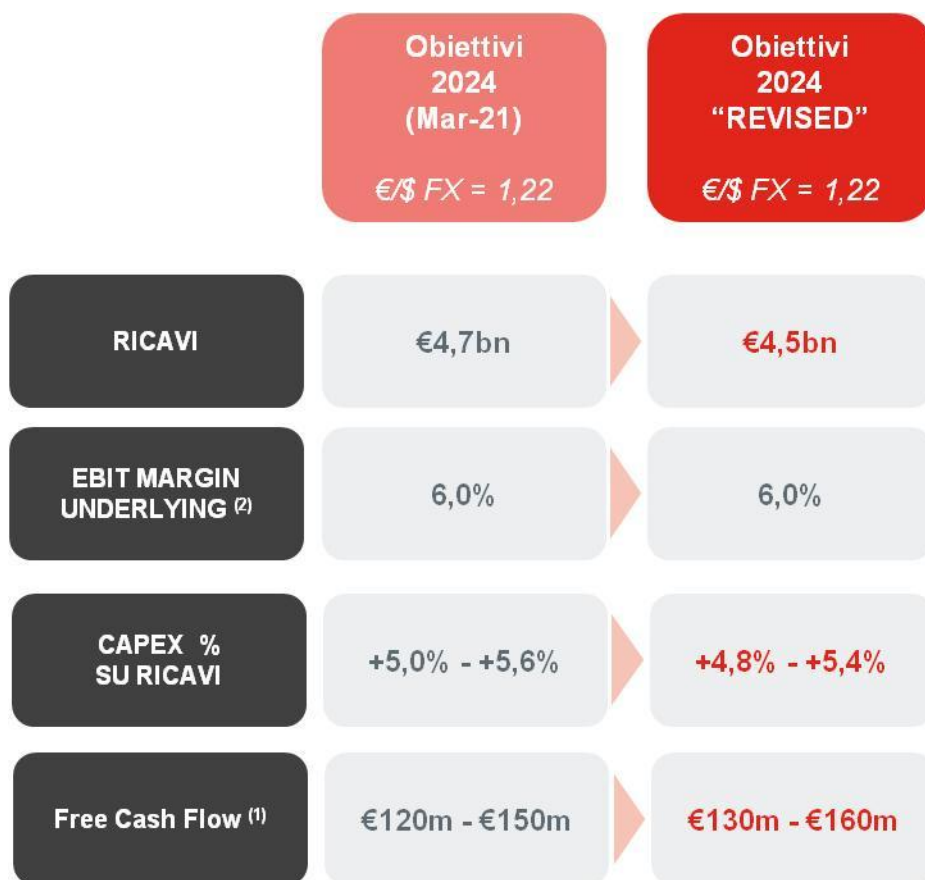 Obiettivi
2024
(Mar-21)
€/$ FX = 1,22
Obiettivi
2024
“REVISED”
€/$ FX = 1,22
RICAVI
€4,7bn
€4,5bn
EBIT MARGIN
UNDERLYING (2)
6,0%
6,0%
CAPEX %
SU RICAVI
+5,0% - +5,6%
+4,8% - +5,4%
Free Cash Flow (1)
€120m - €150m
€130m - €160m